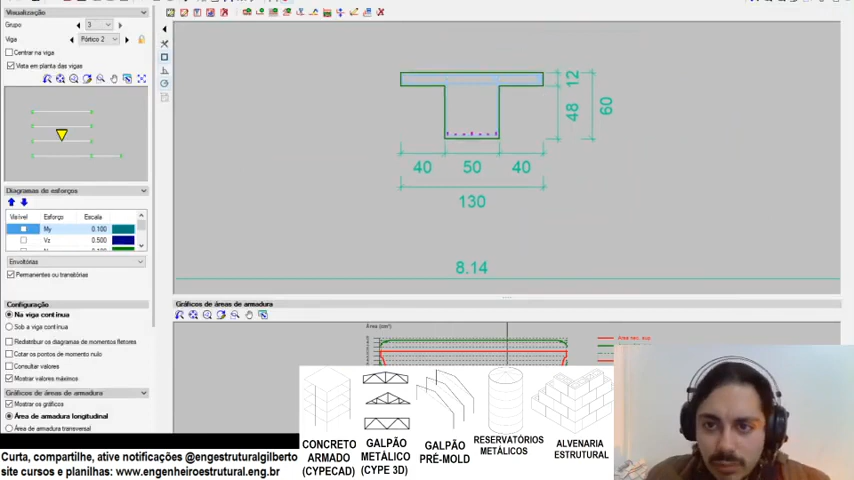 Visualização
Grupo
3
Viga
Pórtico 2
Centrar na viga
Vista em planta das vigas
Diagramas de esforços
Visível Esforço Escala
My 0.100
Vz 0.500
Envoltórias
Permanentes ou transitórias
Configuração
Na viga contínua
Sob a viga contínua
Redistribuir os diagramas de momentos fletores
Cotar os pontos de momento nulo
Consultar valores
Mostrar valores máximos
Gráficos de áreas de armadura
Mostrar os gráficos
Área de armadura longitudinal
Área de armadura transversal
12
48
60
40 50 40
130
8.14
Gráficos de áreas de armadura
Área (cm²)
CONCRETO
ARMADO
(CYPECAD)
GALPÃO
METÁLICO
(CYPE 3D)
GALPÃO
PRÉ-MOLD
RESERVATÓRIOS
METÁLICOS
ALVENARIA
ESTRUTURAL
Curta, compartilhe, ative notificações @engestruturalgilberto
site cursos e planilhas: www.engenheiroestrutural.eng.br